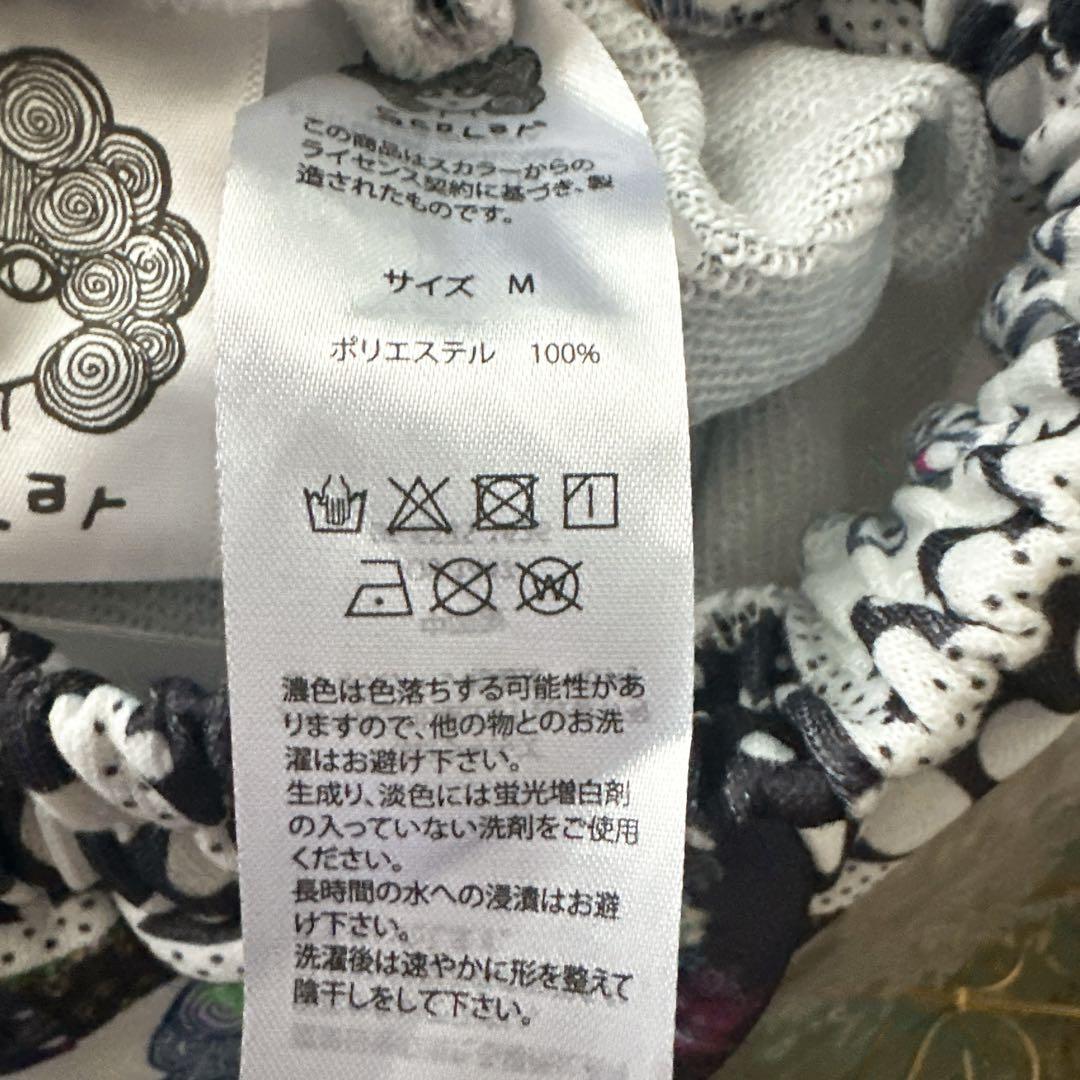 ScoLar
この商品はスカラーからの
ライセンス契約に基づき、製
造されたものです。
サイズ M
ポリエステル 100%
W
濃色は色落ちする可能性があ
りますので、他の物とのお洗
濯はお避け下さい。
生成り、淡色には蛍光増白剤
の入っていない洗剤をご使用
ください。
長時間の水への浸漬はお避
け下さい。
洗濯後は速やかに形を整えて
陰干しをして下さい。
Lar